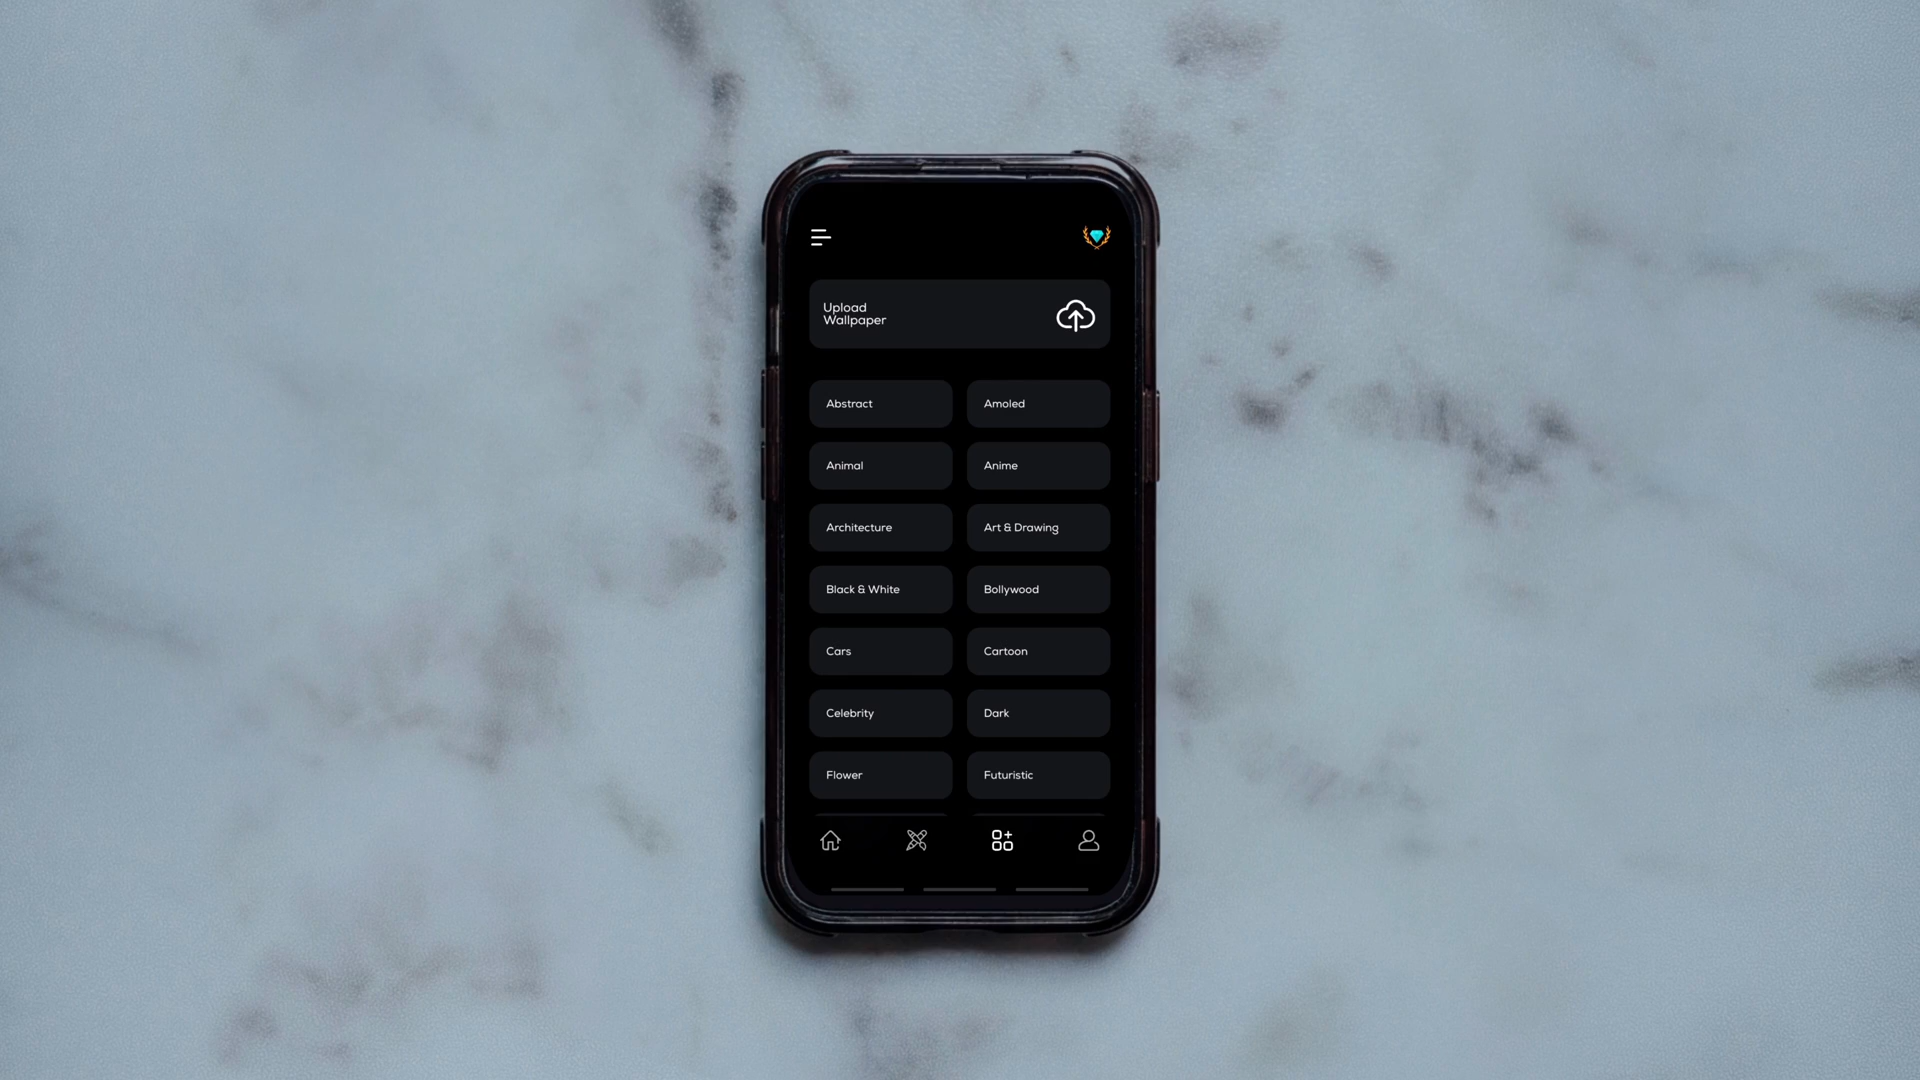 Upload
Wallpaper
Abstract
Amoled
Animal
Anime
Architecture
Art & Drawing
Black & White
Bollywood
Cars
Cartoon
Celebrity
Dark
Flower
Futuristic